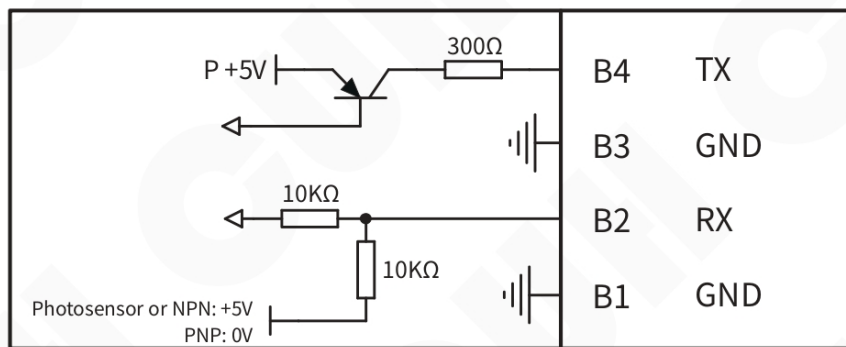 300Ω
P +5V
B4 TX
B3 GND
10KΩ
B2 RX
10KΩ
B1 GND
Photosensor or NPN: +5V
PNP: 0V